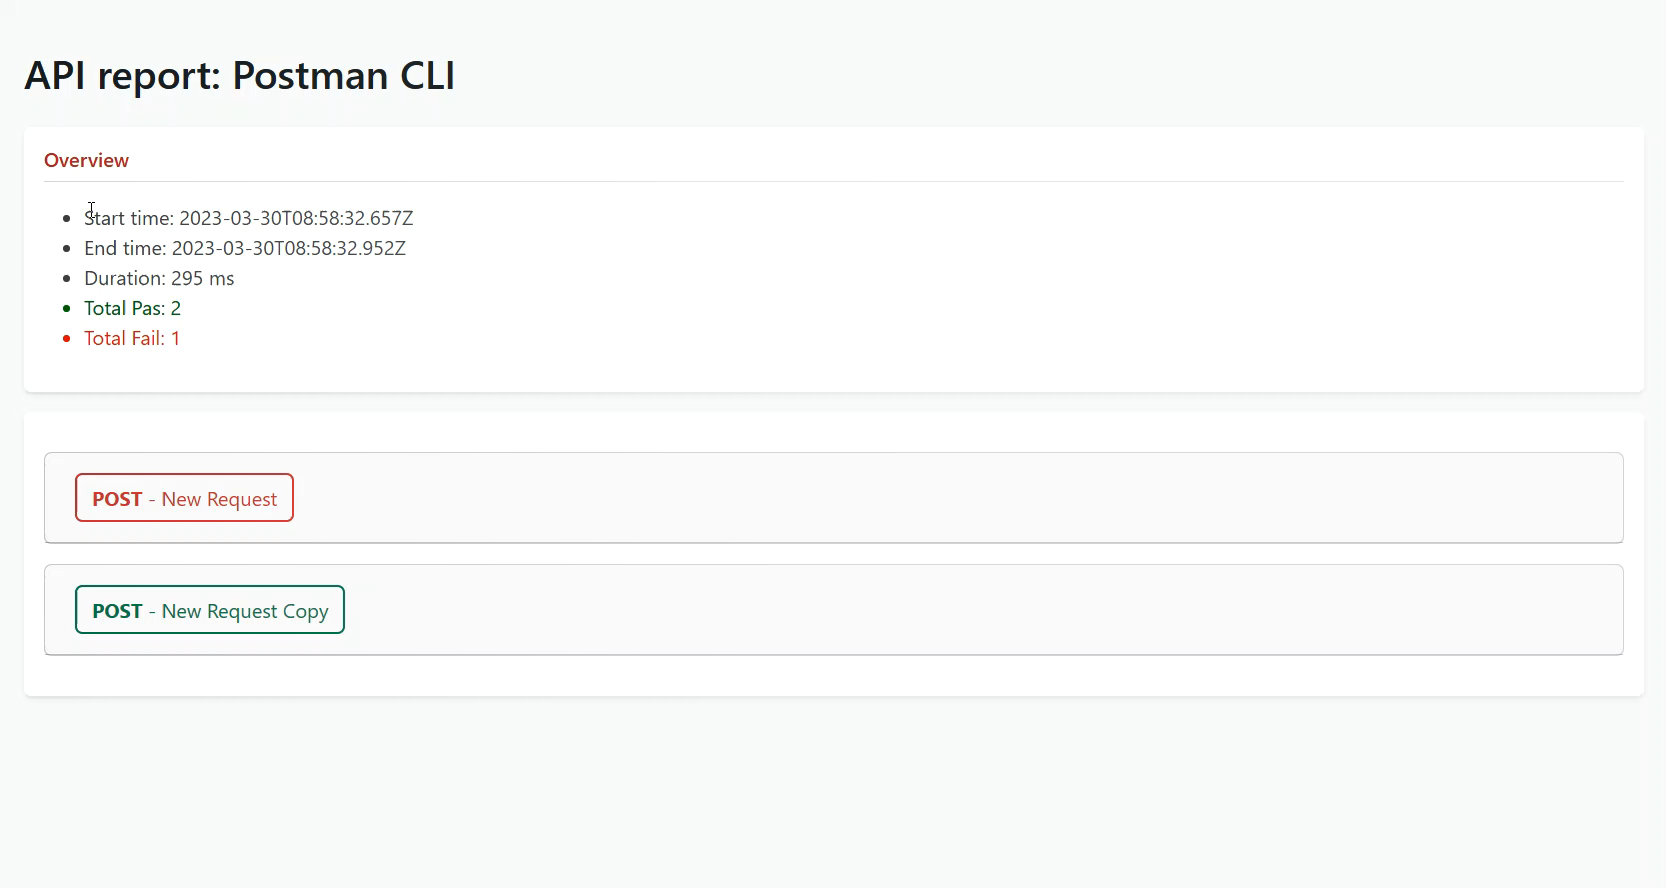 API report: Postman CLI
Overview
Start time: 2023-03-30T08:58:32.657Z
End time: 2023-03-30T08:58:32.952Z
Duration: 295 ms
Total Pas: 2
Total Fail: 1
POST - New Request
POST - New Request Copy